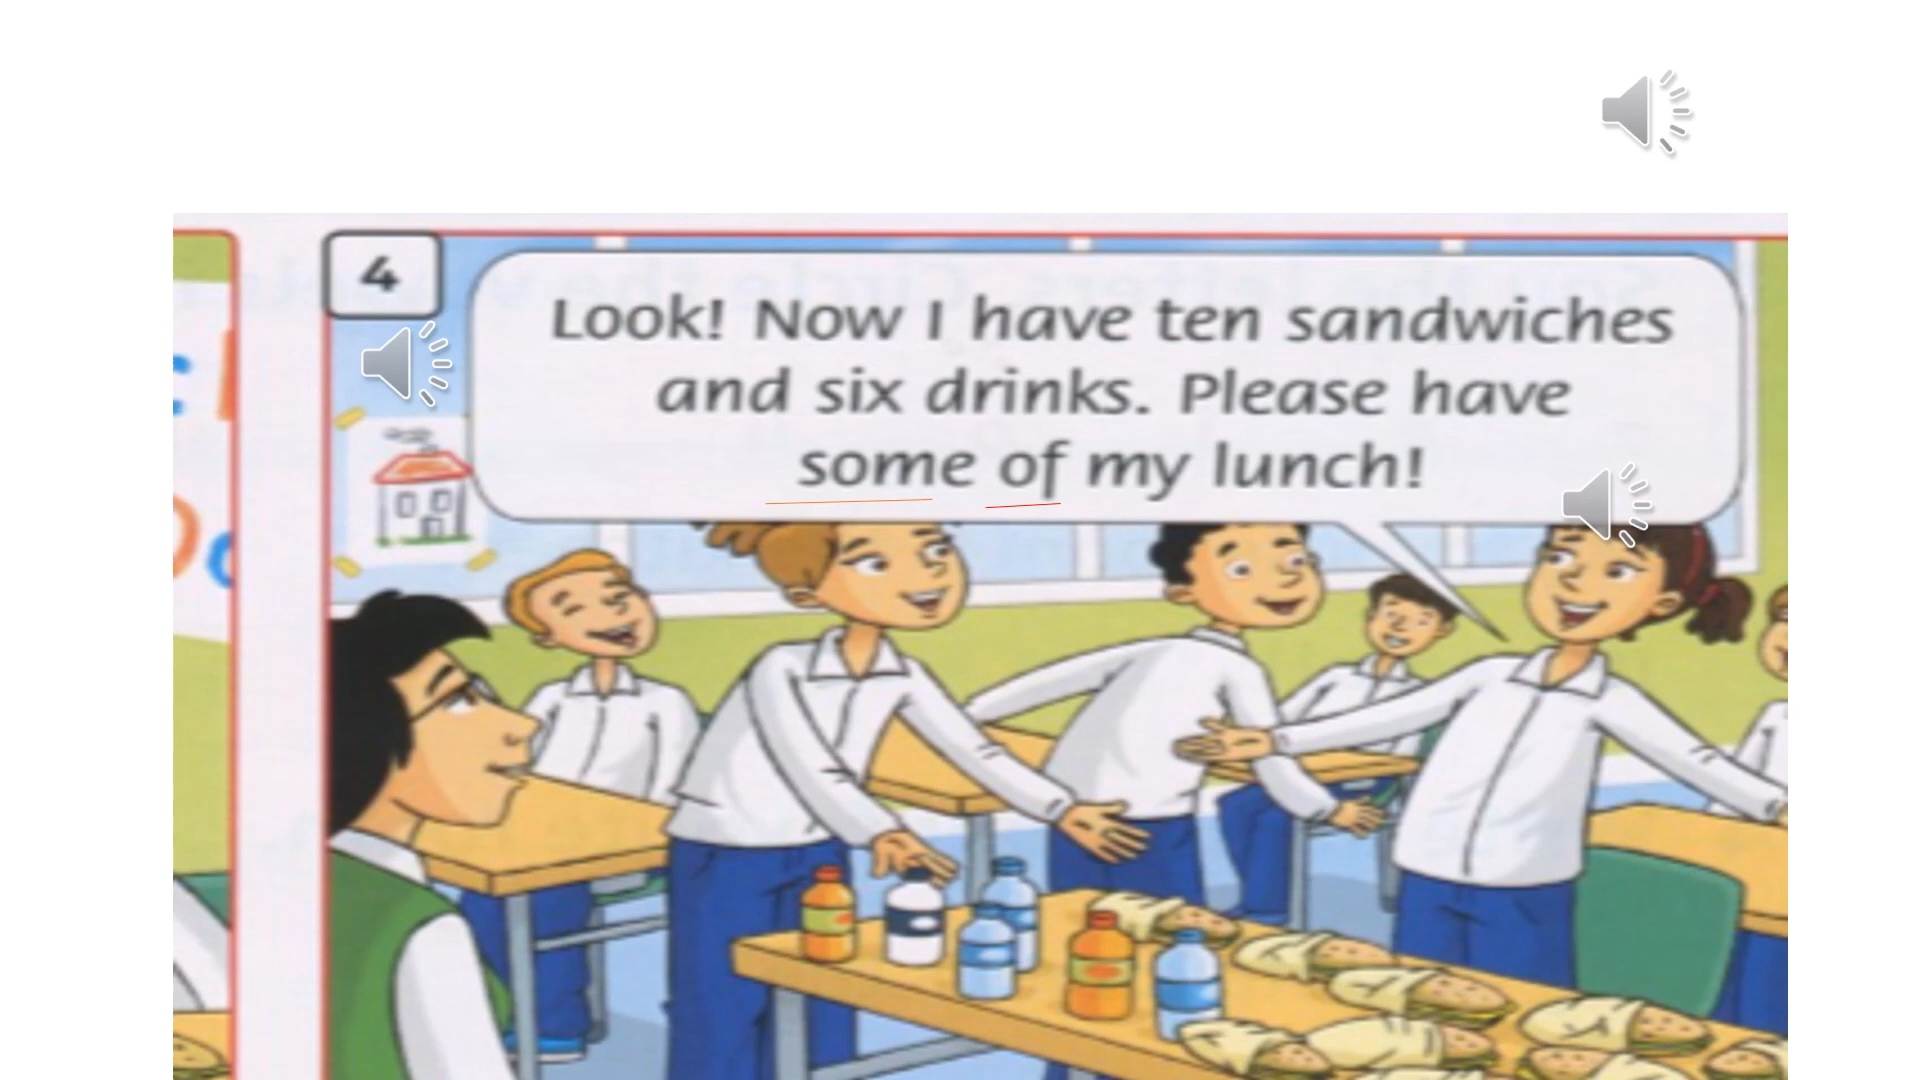 4
Look! Now I have ten sandwiches
and six drinks. Please have
some of my lunch!